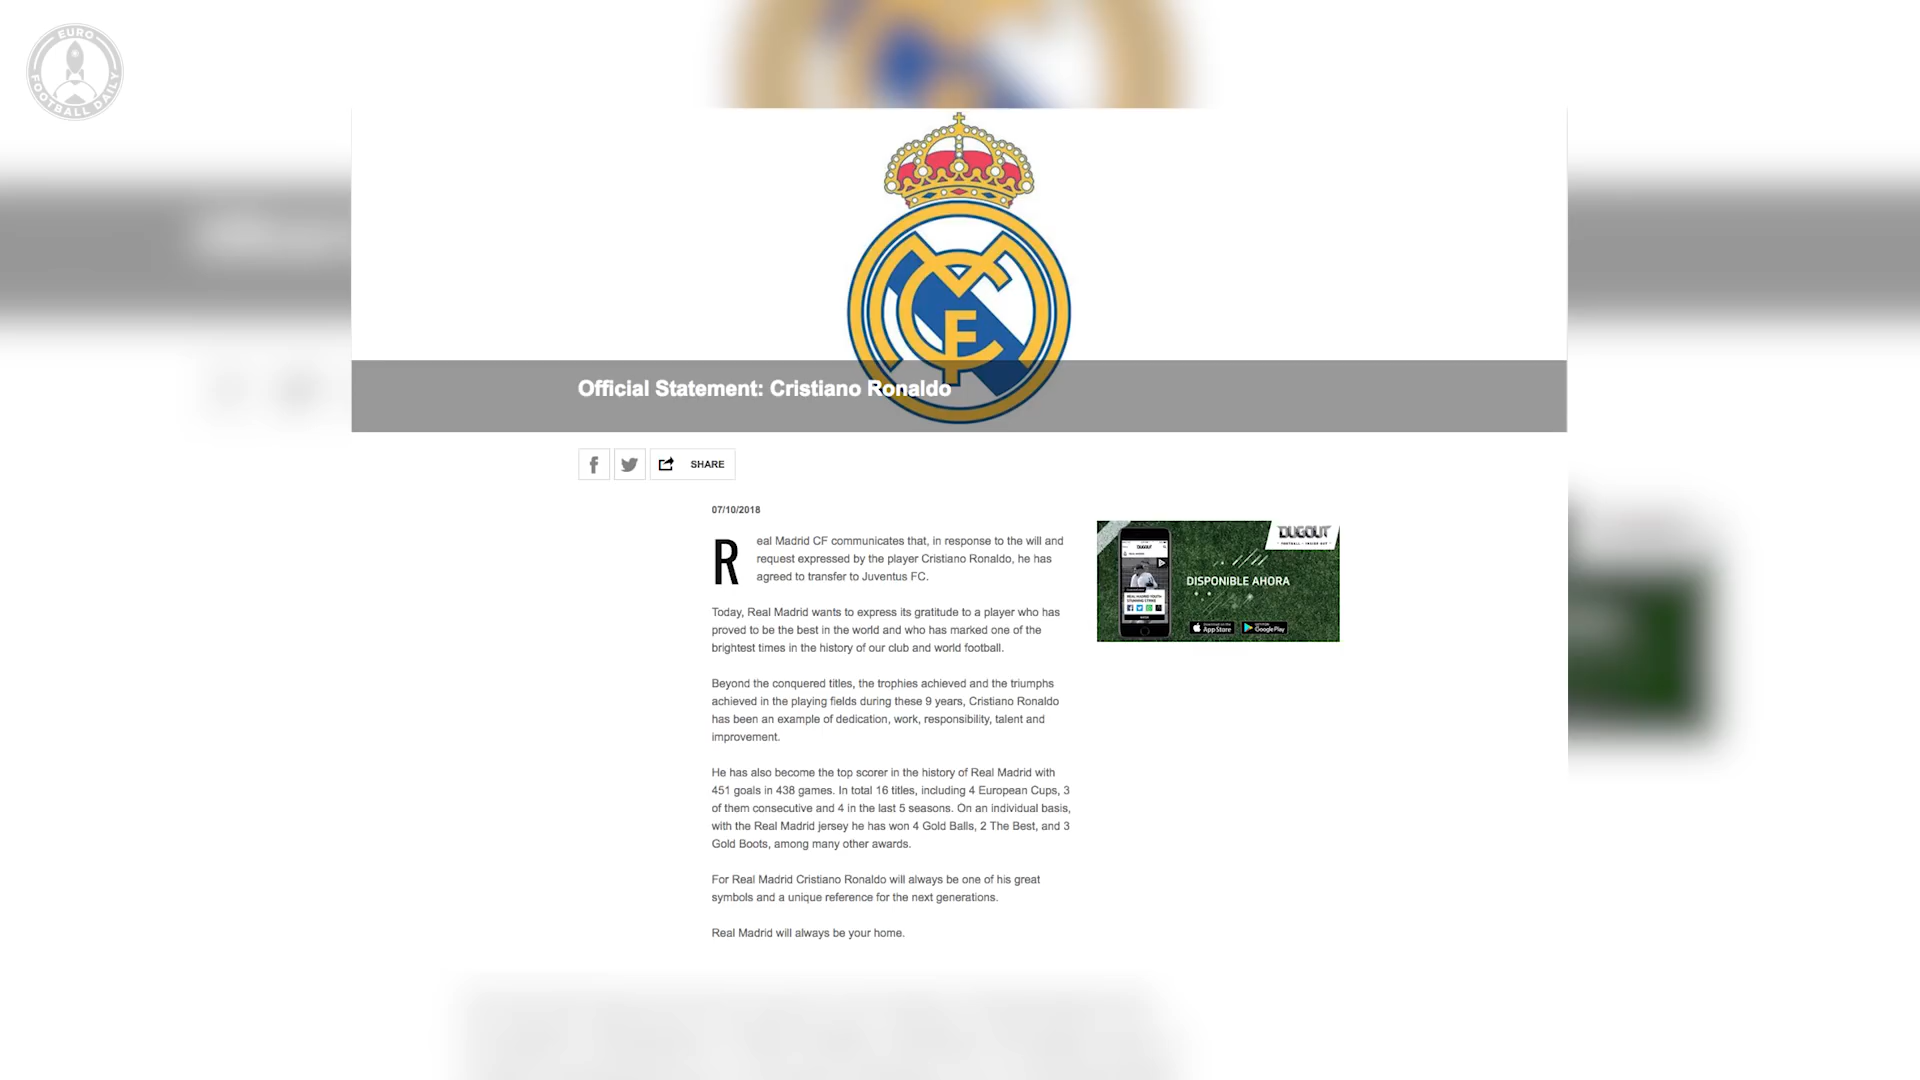 EURO
FOOTBALL DAILY
Official Statement: Cristiano Ronaldo
SHARE
07/10/2018
Real Madrid CF communicates that, in response to the will and
request expressed by the player Cristiano Ronaldo, he has
agreed to transfer to Juventus FC.
Today, Real Madrid wants to express its gratitude to a player who has
proved to be the best in the world and who has marked one of the
brightest times in the history of our club and world football.
Beyond the conquered titles, the trophies achieved and the triumphs
achieved in the playing fields during these 9 years, Cristiano Ronaldo
has been an example of dedication, work, responsibility, talent and
improvement.
He has also become the top scorer in the history of Real Madrid with
451 goals in 438 games. In total 16 titles, including 4 European Cups, 3
of them consecutive and 4 in the last 5 seasons. On an individual basis,
with the Real Madrid jersey he has won 4 Gold Balls, 2 The Best, and 3
Gold Boots, among many other awards.
For Real Madrid Cristiano Ronaldo will always be one of his great
symbols and a unique reference for the next generations.
Real Madrid will always be your home.
DUGOUT
FOOTBALL · INSIDE OUT
DISPONIBLE AHORA
App Store
Google Play